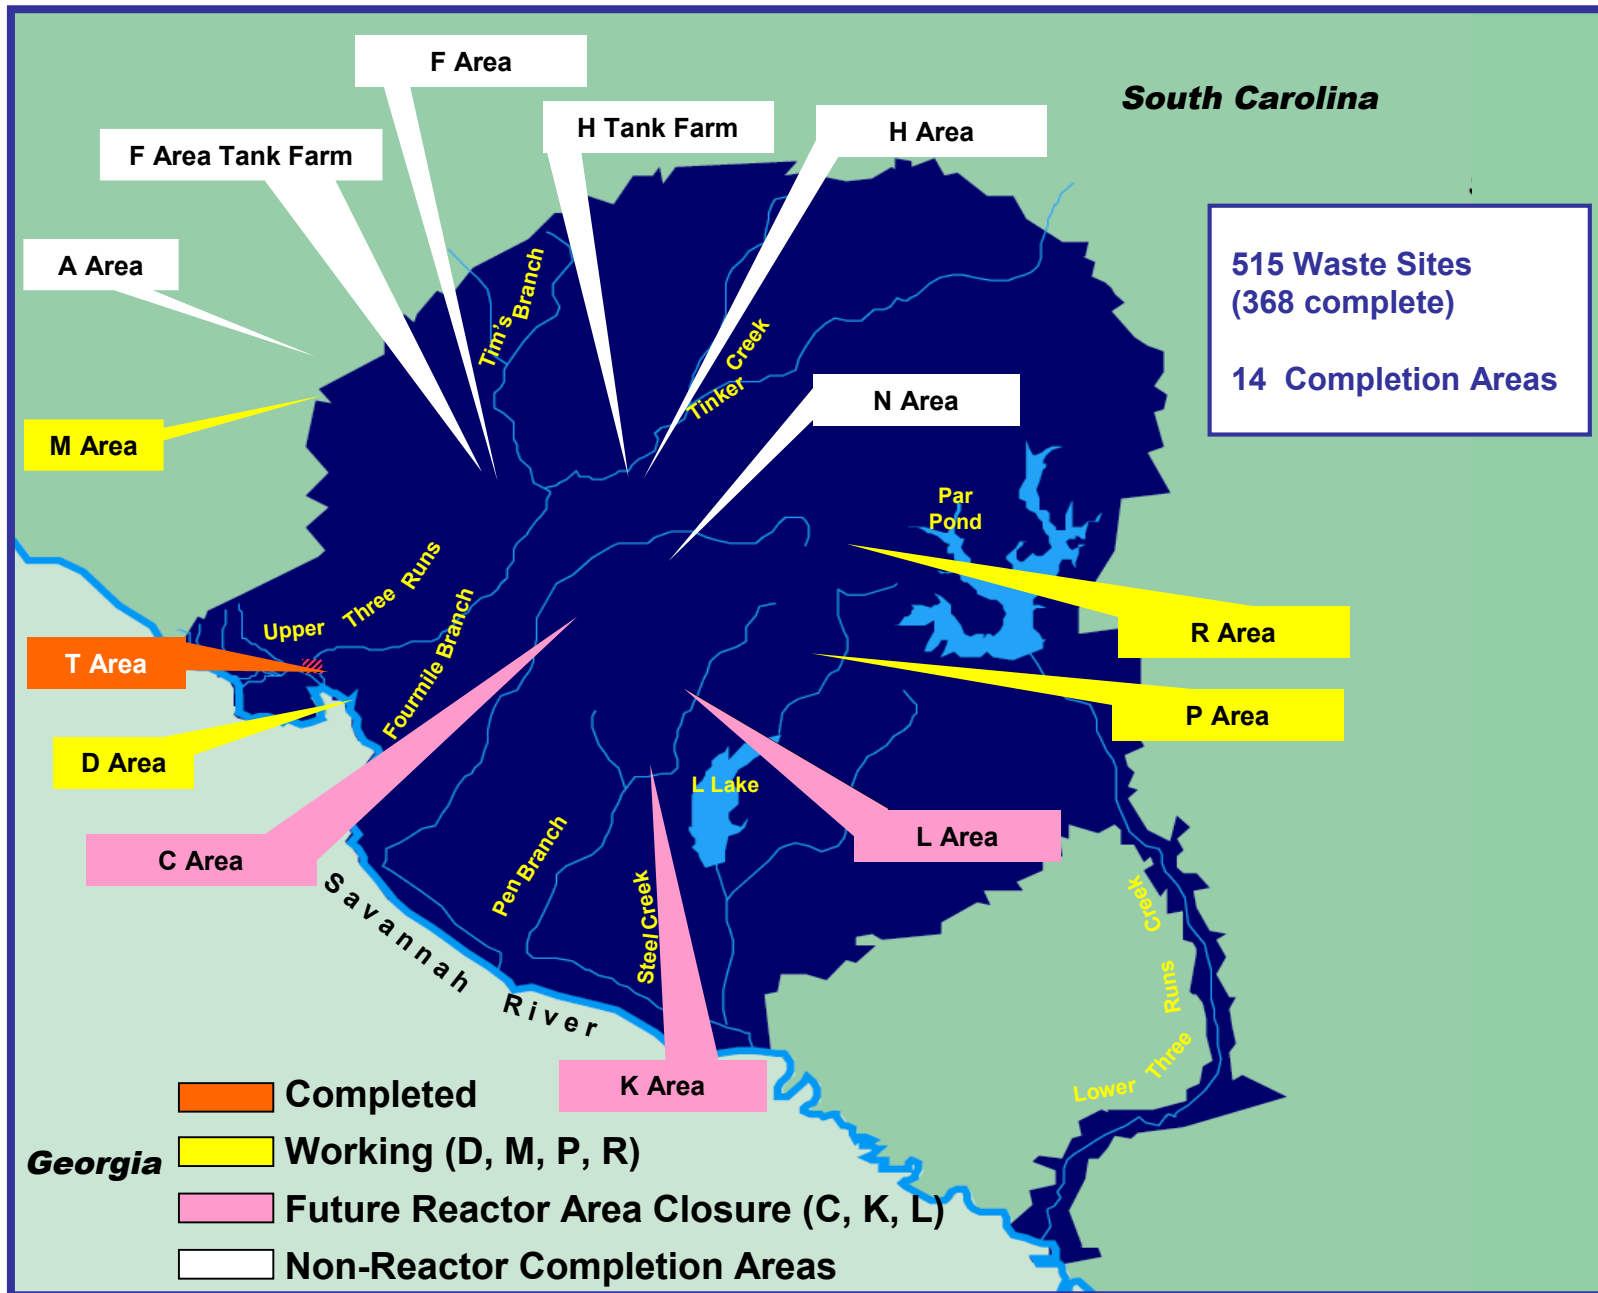 F Area
South Carolina
H Tank Farm
H Area
F Area Tank Farm
A Area
515 Waste Sites
(368 complete)
14 Completion Areas
Tim's Branch
Tinker Creek
N Area
M Area
Par
Pond
Upper Three Runs
Fourmile Branch
R Area
T Area
P Area
D Area
L Lake
L Area
C Area
Pen Branch
Steel Creek
Savannah River
Lower Three Runs Creek
K Area
Georgia
Completed
Working (D, M, P, R)
Future Reactor Area Closure (C, K, L)
Non-Reactor Completion Areas